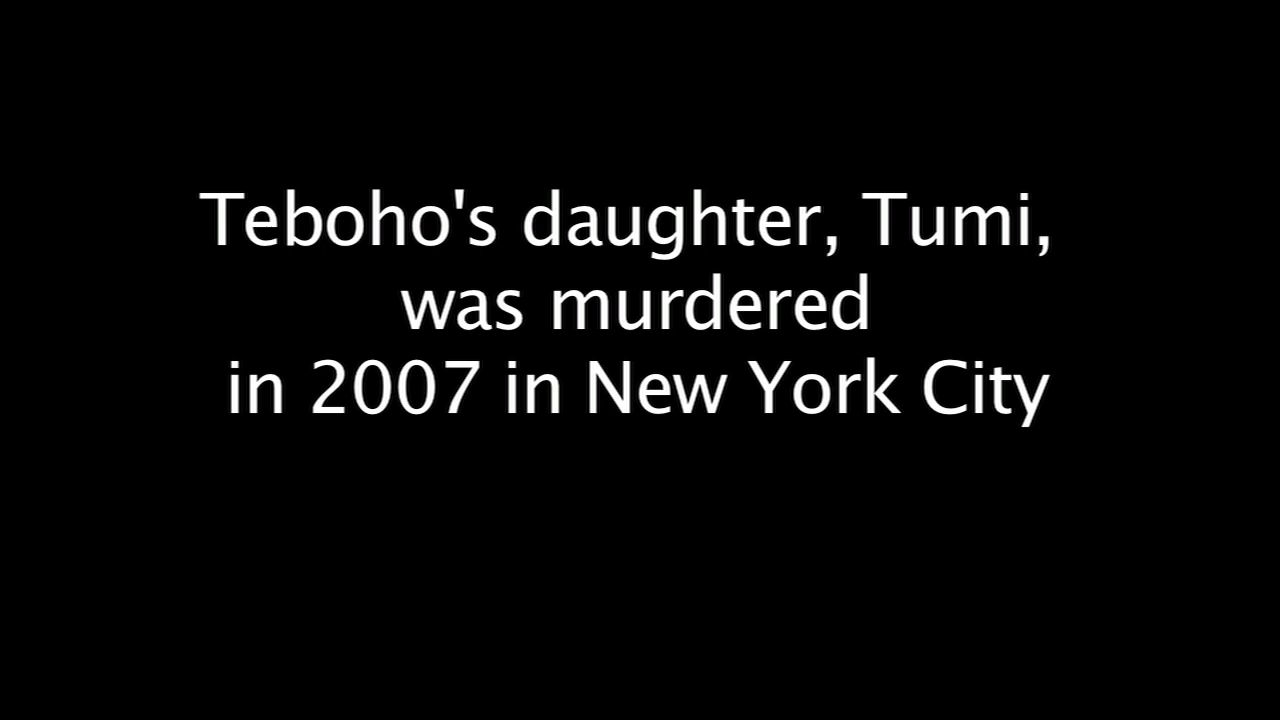 Teboho's daughter, Tumi,
was murdered
in 2007 in New York City